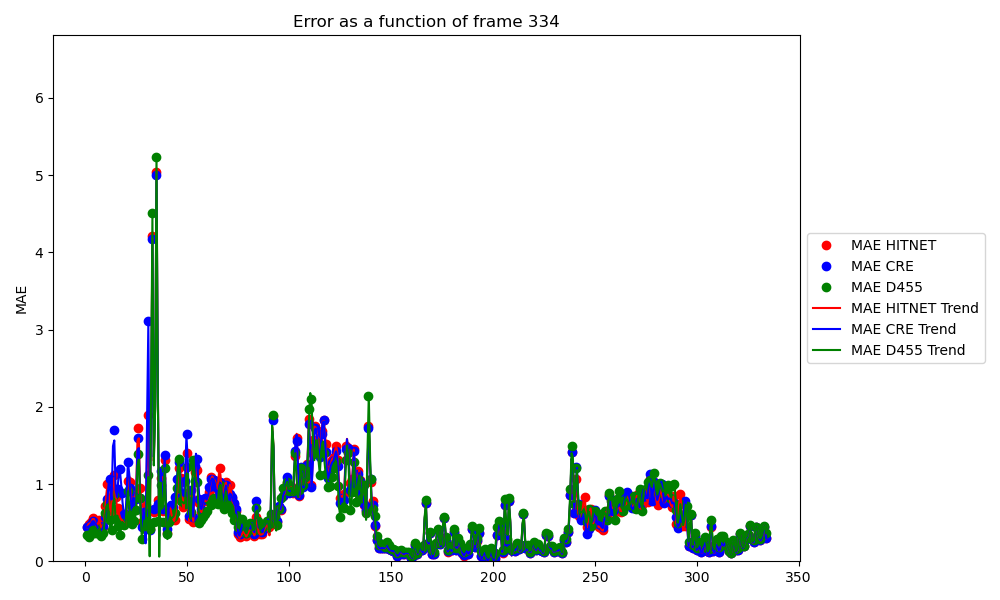 Error as a function of frame 334
MAE
6
5
4
3
2
1
0
0 50 100 150 200 250 300 350
MAE HITNET
MAE CRE
MAE D455
MAE HITNET Trend
MAE CRE Trend
MAE D455 Trend